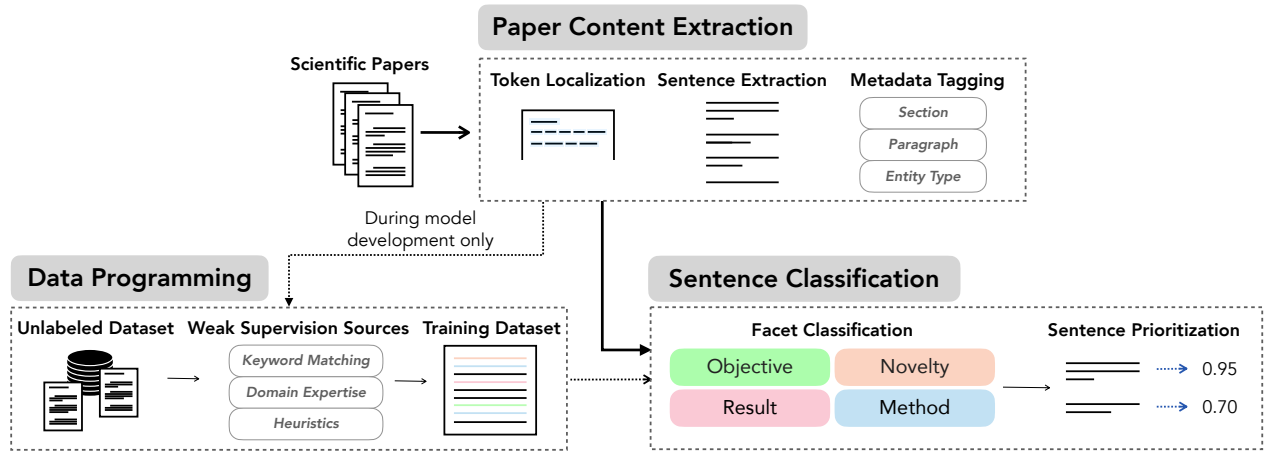 Paper Content Extraction
Scientific Papers
Token Localization
Sentence Extraction
Metadata Tagging
Section
Paragraph
Entity Type
During model
development only
Data Programming
Unlabeled Dataset
Weak Supervision Sources
Training Dataset
Keyword Matching
Domain Expertise
Heuristics
Sentence Classification
Facet Classification
Objective
Novelty
Result
Method
Sentence Prioritization
0.95
0.70